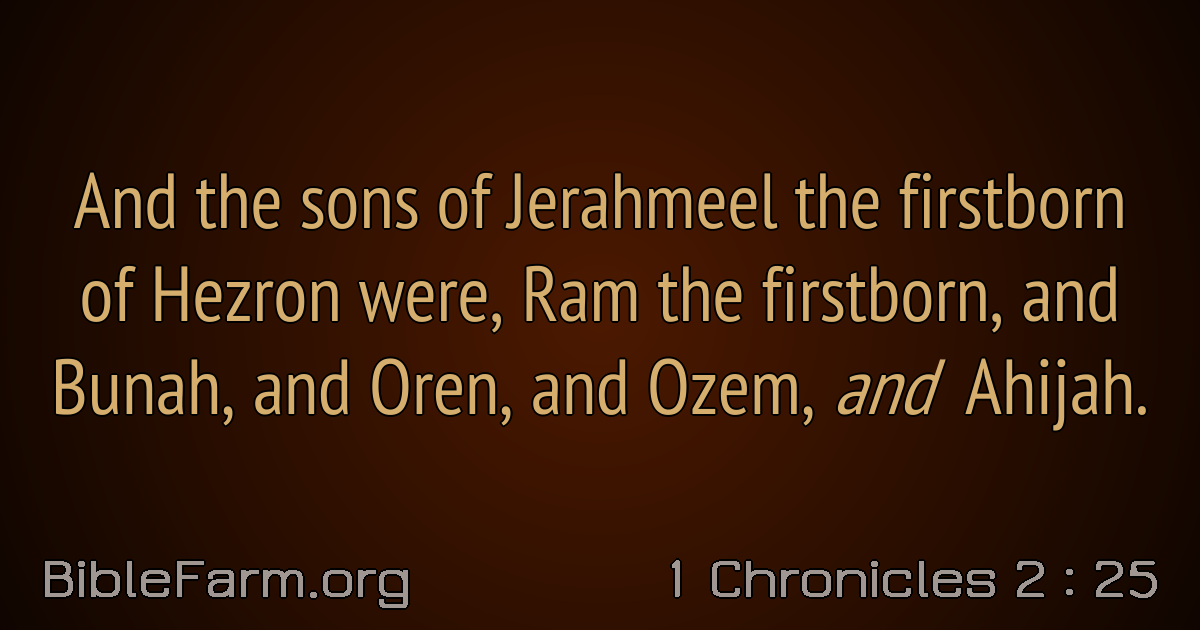 And the sons of Jerahmeel the firstborn
of Hezron were, Ram the firstborn, and
Bunah, and Oren, and Ozem, and Ahijah.
BibleFarm.org
1 Chronicles 2 : 25